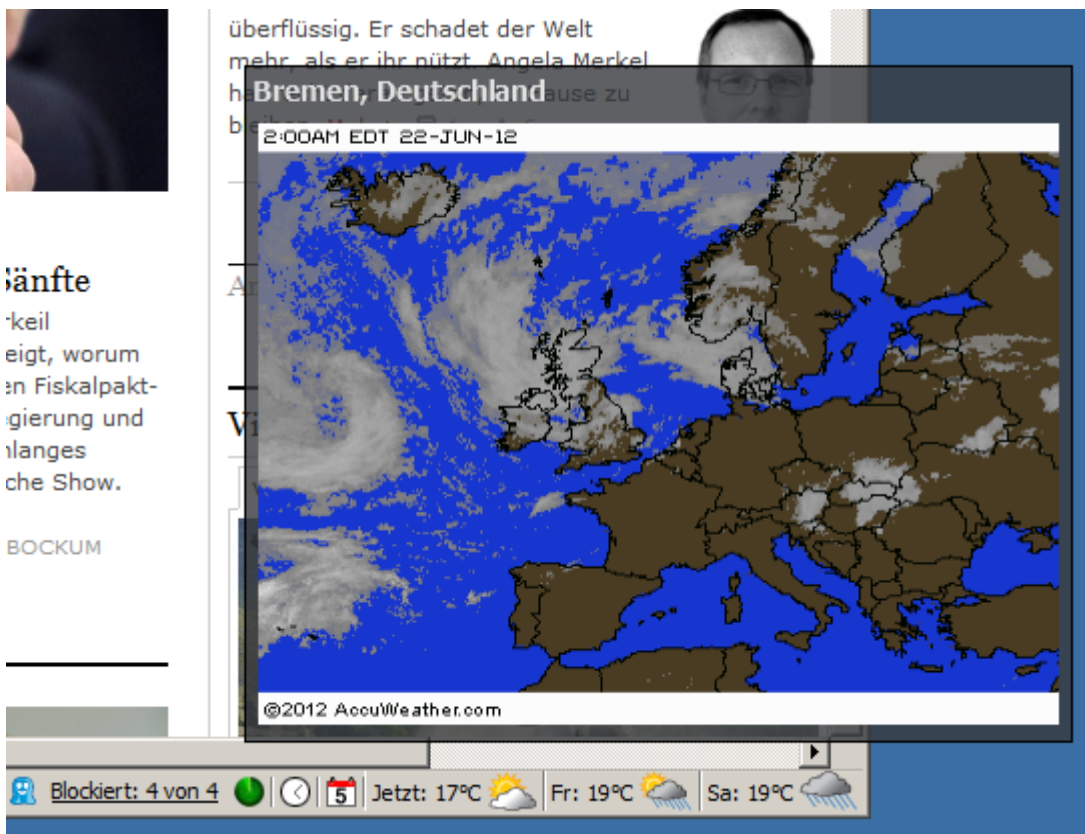 überflüssig. Er schadet der Welt
mehr, als er ihr nützt. Angela Merkel
zu
Bremen, Deutschland
2:00AM EDT 22-JUN-12
Sänfte
rkeil
eigt, worum
en Fiskalpakt-
gierung und
nlanges
che Show.
BOCKUM
©2012 AccuWeather.com
Blockiert: 4 von 4
5
Jetzt: 17°C
Fr: 19°C
Sa: 19°C